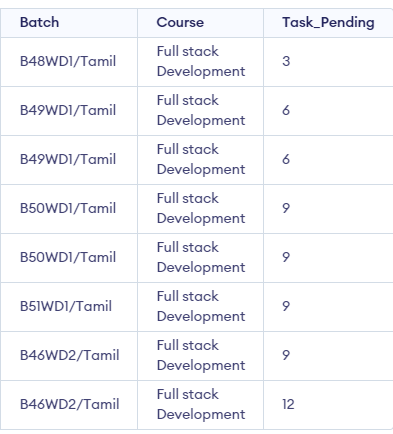 Batch Course Task_Pending
B48WD1/Tamil Full stack Development 3
B49WD1/Tamil Full stack Development 6
B49WD1/Tamil Full stack Development 6
B50WD1/Tamil Full stack Development 9
B50WD1/Tamil Full stack Development 9
B51WD1/Tamil Full stack Development 9
B46WD2/Tamil Full stack Development 9
B46WD2/Tamil Full stack Development 12